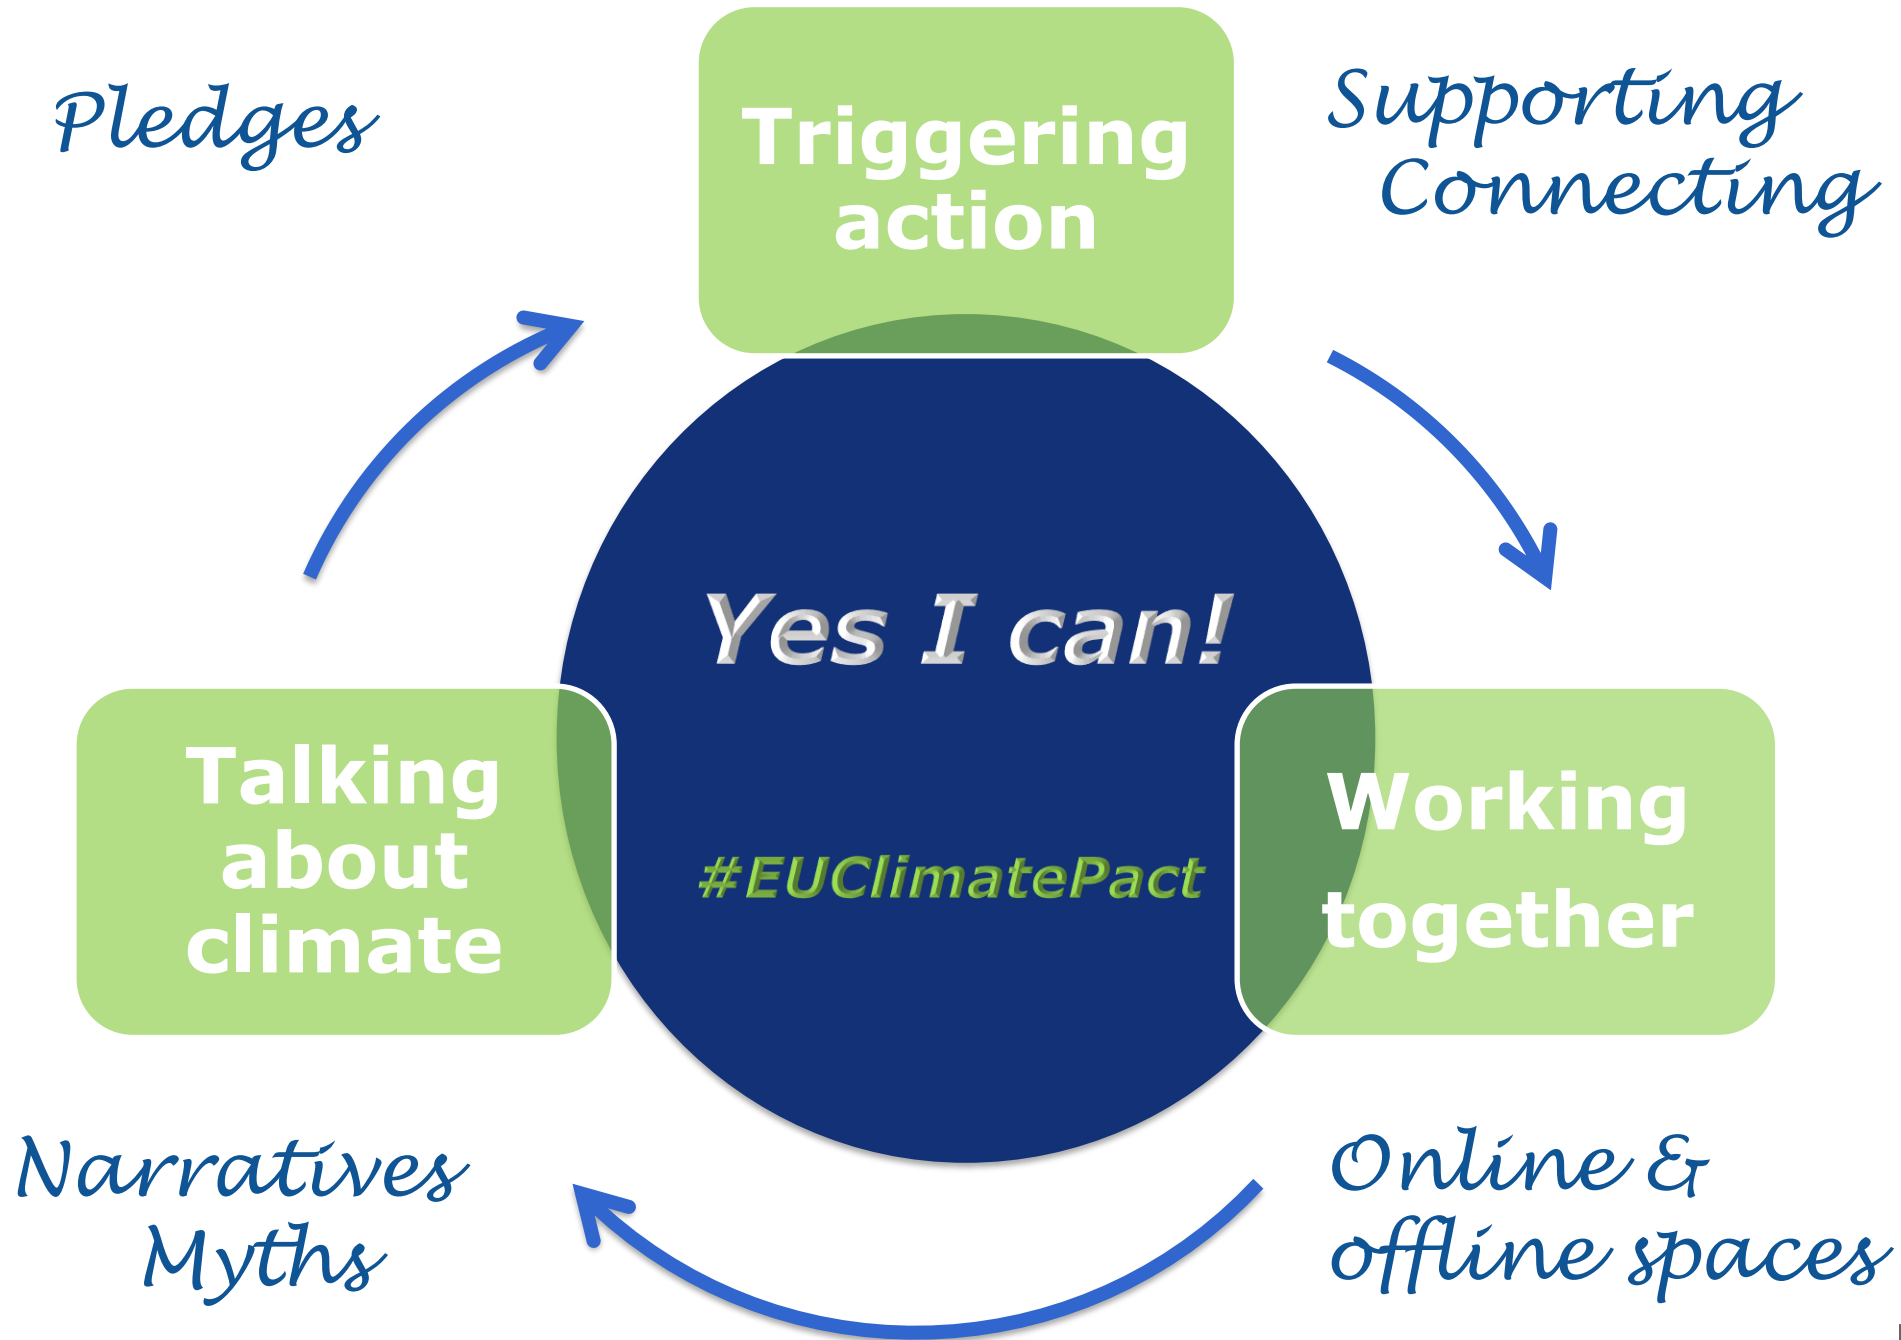 Pledges
Triggering
action
Supporting
Connecting
Yes I can!
#EUClimatePact
Talking
about
climate
Working
together
Narratives
Myths
Online &
offline spaces